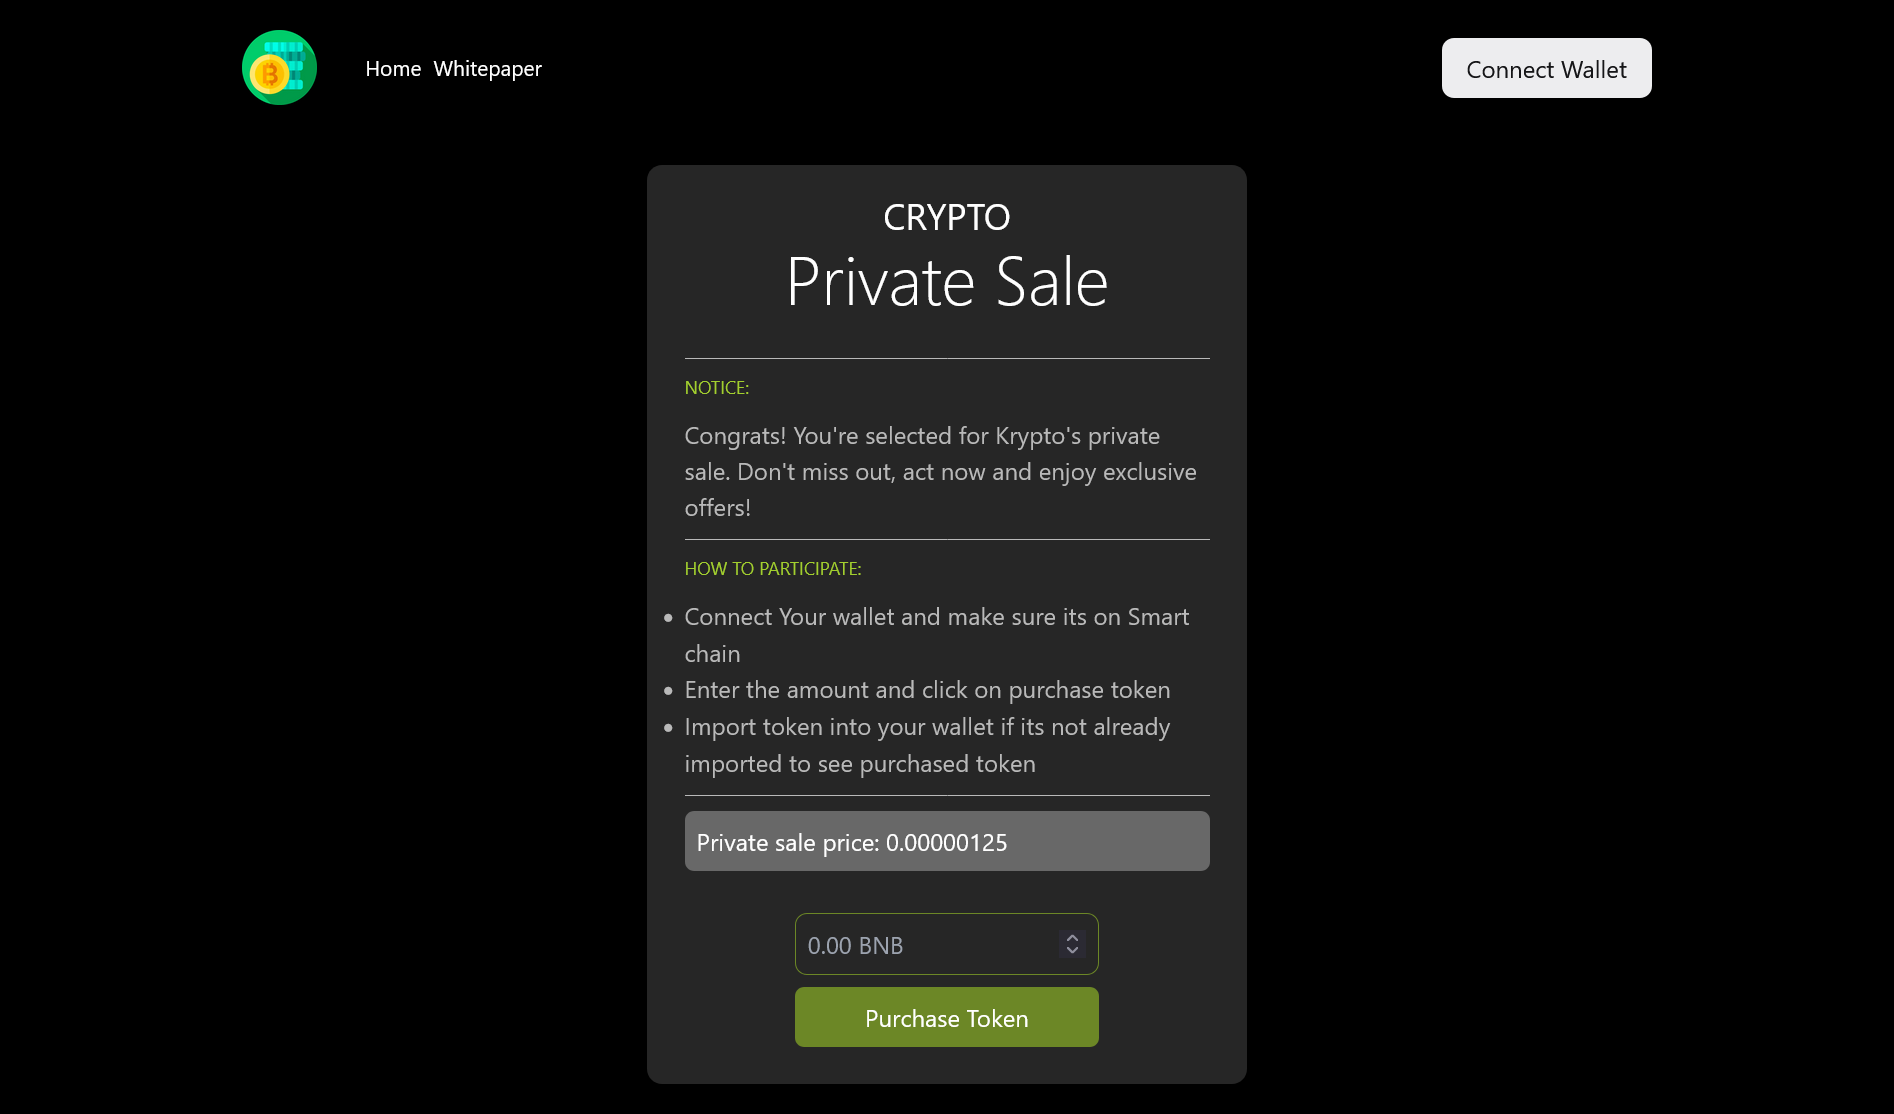 Home Whitepaper
Connect Wallet
CRYPTO
Private Sale
NOTICE:
Congrats! You're selected for Krypto's private
sale. Don't miss out, act now and enjoy exclusive
offers!
HOW TO PARTICIPATE:
• Connect Your wallet and make sure its on Smart
chain
• Enter the amount and click on purchase token
• Import token into your wallet if its not already
imported to see purchased token
Private sale price: 0.00000125
0.00 BNB
Purchase Token